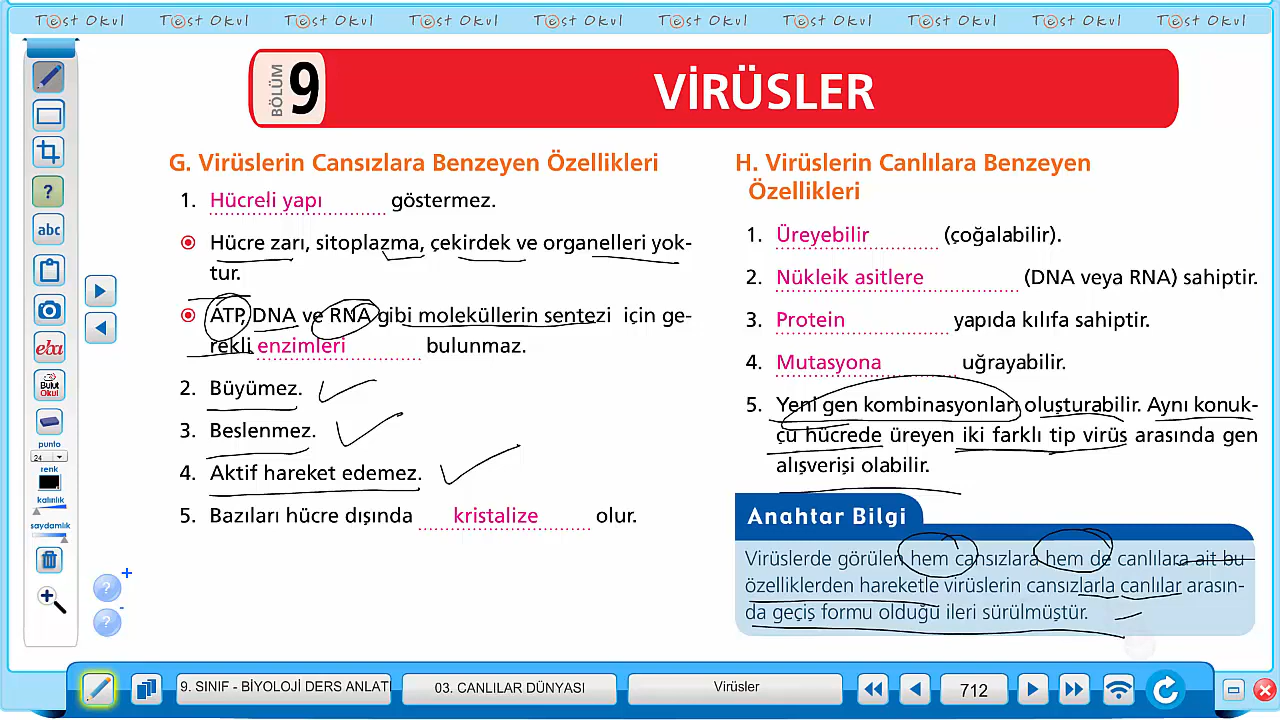 Test Okul Test Okul Test Okul Test Okul Test Okul Test Okul Test Okul Test Okul Test Okul Test Okul
BÖLÜM 9
VİRÜSLER
G. Virüslerin Cansızlara Benzeyen Özellikleri
1. Hücreli yapı göstermez.
Hücre zarı, sitoplazma, çekirdek ve organelleri yok-
tur.
ATP, DNA ve RNA gibi moleküllerin sentezi için ge-
rekli enzimleri bulunmaz.
2. Büyümez.
3. Beslenmez.
4. Aktif hareket edemez.
5. Bazıları hücre dışında kristalize olur.
H. Virüslerin Canlılara Benzeyen
Özellikleri
1. Üreyebilir (çoğalabilir).
2. Nükleik asitlere (DNA veya RNA) sahiptir.
3. Protein yapıda kılıfa sahiptir.
4. Mutasyona uğrayabilir.
5. Yeni gen kombinasyonları oluşturabilir. Aynı konuk-
çu hücrede üreyen iki farklı tip virüs arasında gen
alışverişi olabilir.
Anahtar Bilgi
Virüslerde görülen hem cansızlara hem de canlılara ait bu
özelliklerden hareketle virüslerin cansızlarla canlılar arasın-
da geçiş formu olduğu ileri sürülmüştür.
?
abc
eba
Bulut
Okul
punto
24
renk
kalınlık
saydamlık
? +
? -
9. SINIF - BİYOLOJİ DERS ANLATI
03. CANLILAR DÜNYASI
Virüsler
712